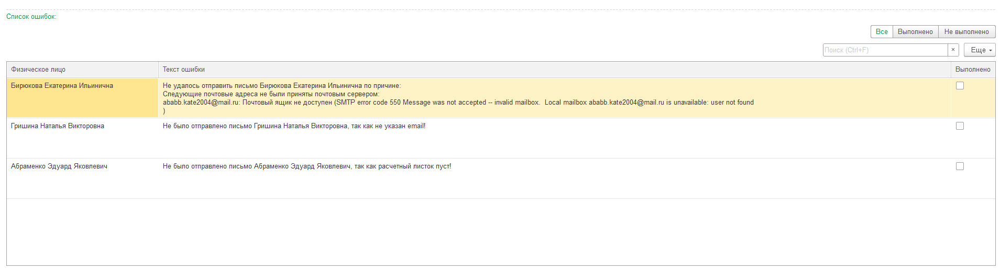 Список ошибок:
Все Выполнено Не выполнено
Поиск (Ctrl+F) × Еще
Физическое лицо Текст ошибки Выполнено
Бирюкова Екатерина Ильинична Не удалось отправить письмо Бирюкова Екатерина Ильинична по причине:
Следующие почтовые адреса не были приняты почтовым сервером:
ababb.kate2004@mail.ru: Почтовый ящик не доступен (SMTP error code 550 Message was not accepted -- invalid mailbox.  Local mailbox ababb.kate2004@mail.ru is unavailable: user not found
)
Гришина Наталья Викторовна Не было отправлено письмо Гришина Наталья Викторовна, так как не указан email!
Абраменко Эдуард Яковлевич Не было отправлено письмо Абраменко Эдуард Яковлевич, так как расчетный листок пуст!